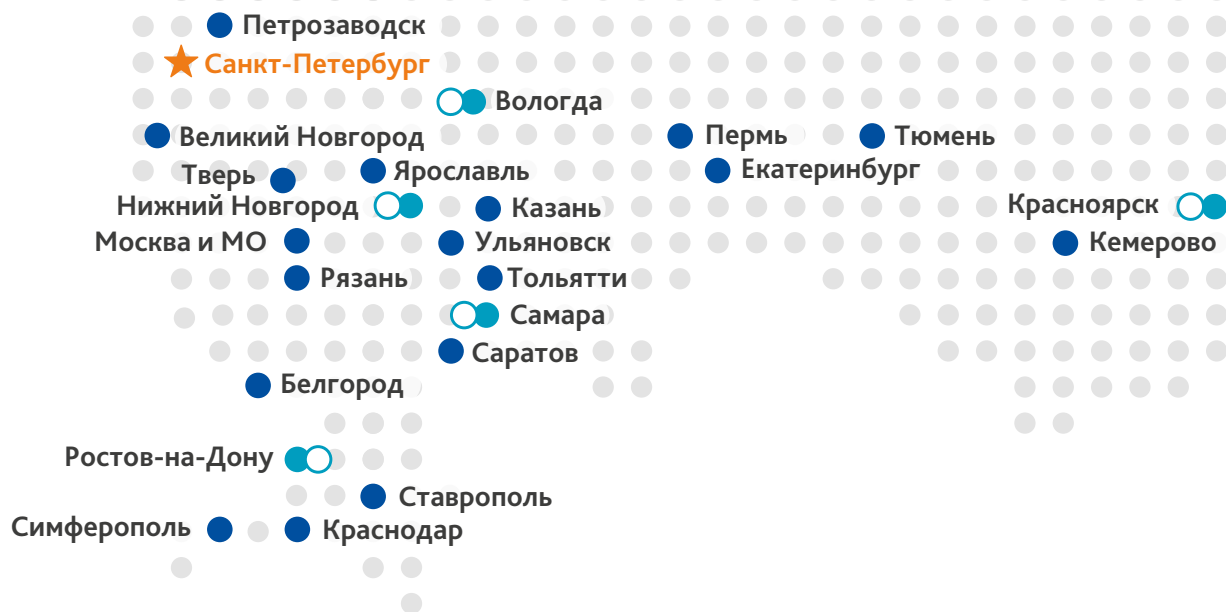 Петрозаводск
Санкт-Петербург
Вологда
Великий Новгород
Пермь
Тюмень
Тверь
Ярославль
Екатеринбург
Нижний Новгород
Казань
Красноярск
Москва и МО
Ульяновск
Кемерово
Рязань
Тольятти
Самара
Саратов
Белгород
Ростов-на-Дону
Ставрополь
Симферополь
Краснодар